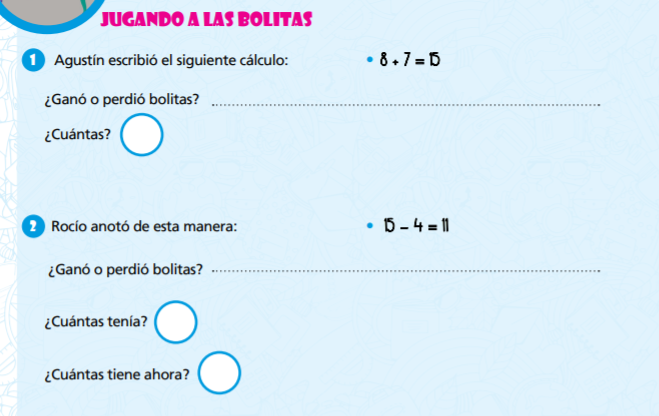 JUGANDO A LAS BOLITAS
1 Agustín escribió el siguiente cálculo: • 8 + 7 = 15
¿Ganó o perdió bolitas?
¿Cuántas?
2 Rocío anotó de esta manera: • 15 – 4 = 11
¿Ganó o perdió bolitas?
¿Cuántas tenía?
¿Cuántas tiene ahora?